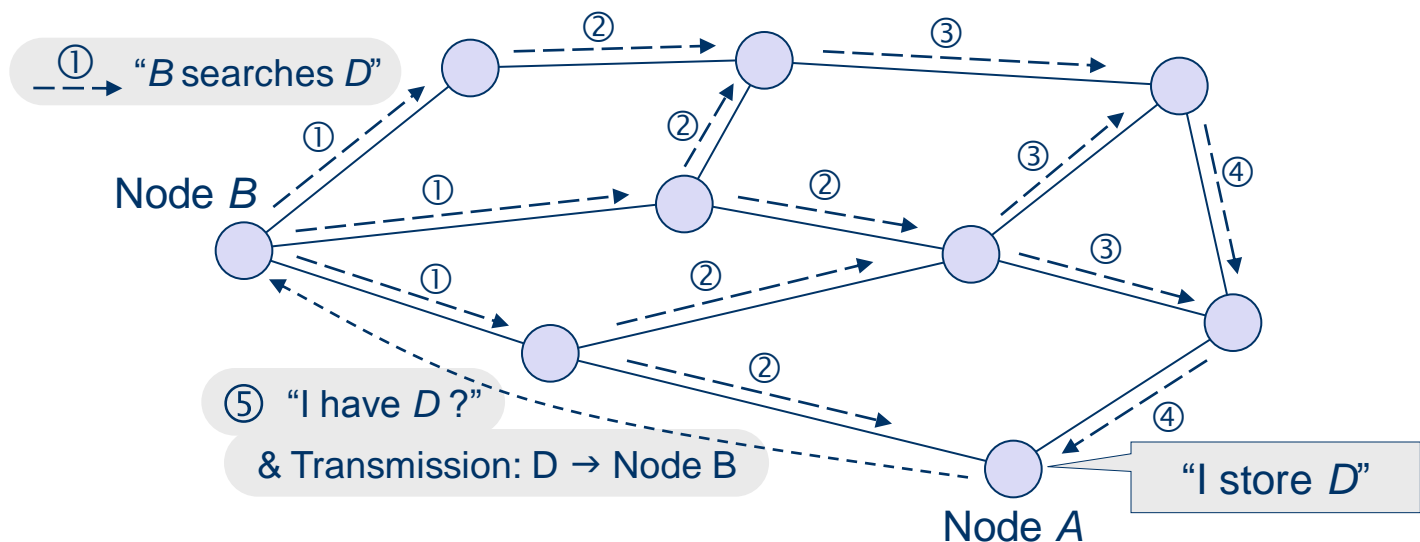 ② ③
① “B searches D”
①
② ③ ④
Node B ① ②
③
① ②
②
⑤ “I have D ?” ④
& Transmission: D → Node B
“I store D”
Node A